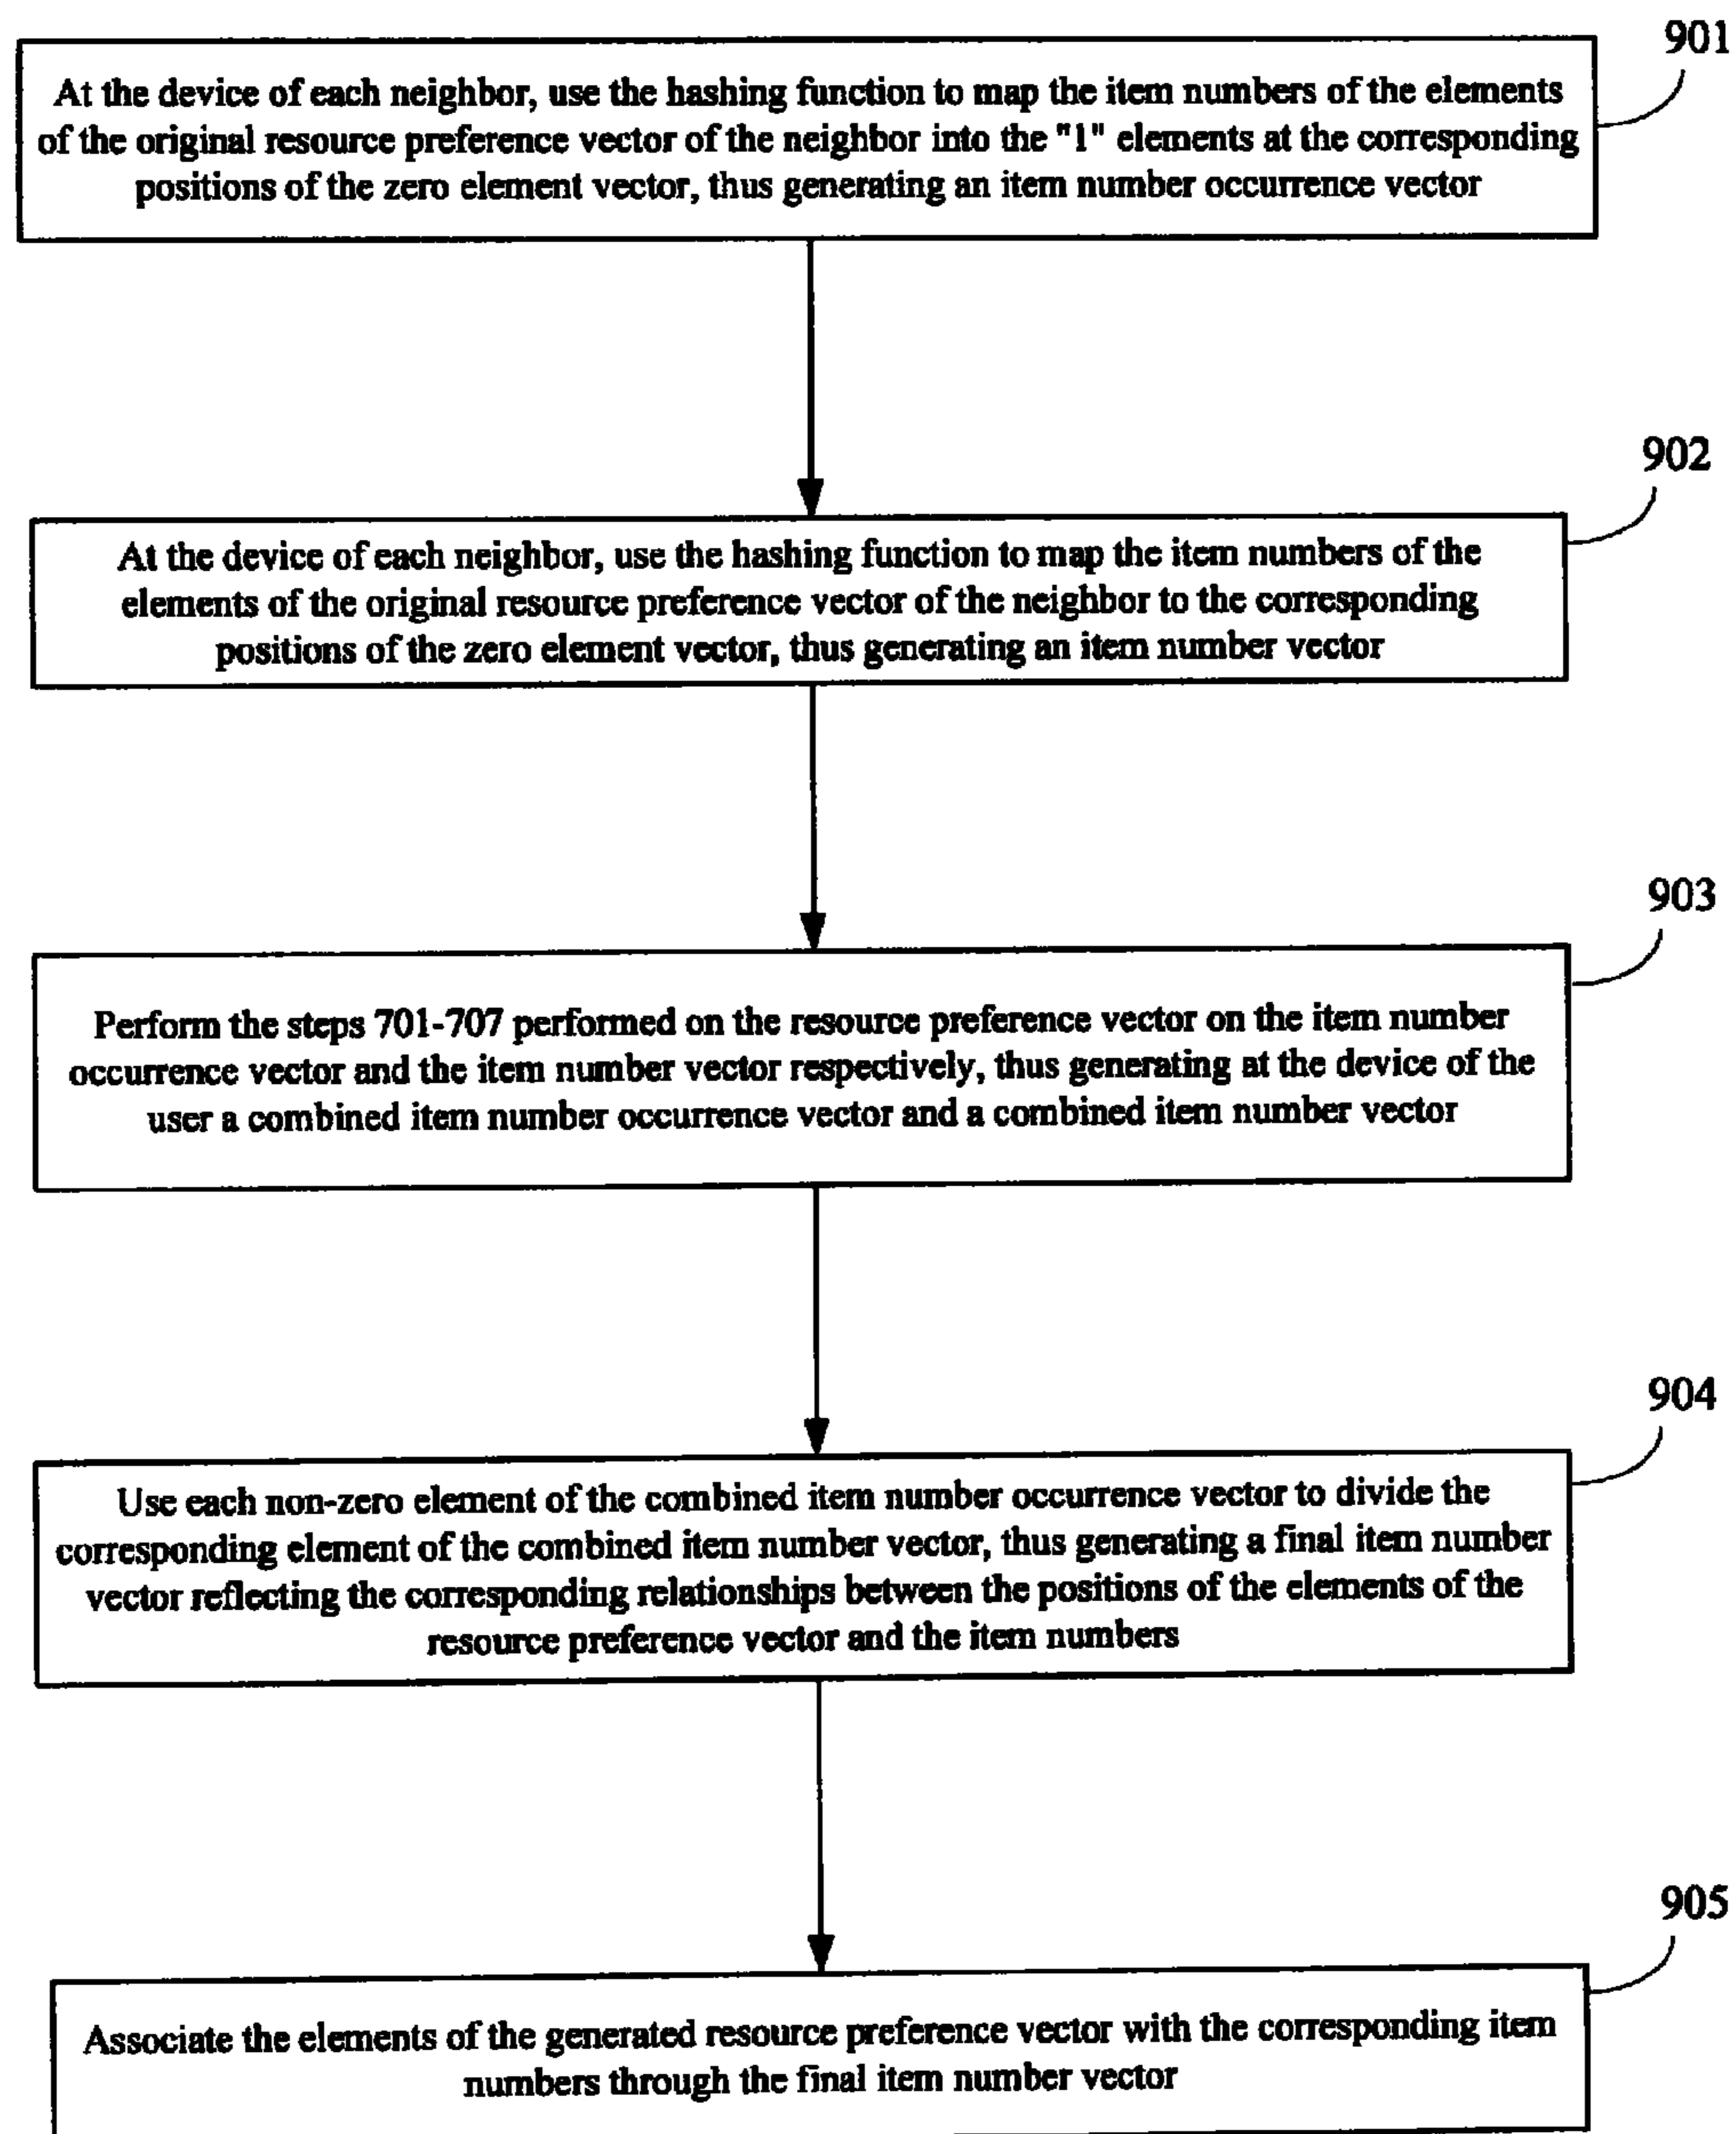 901
At the device of each neighbor, use the hashing function to map the item numbers of the elements
of the original resource preference vector of the neighbor into the "1" elements at the corresponding
positions of the zero element vector, thus generating an item number occurrence vector
902
At the device of each neighbor, use the hashing function to map the item numbers of the
elements of the original resource preference vector of the neighbor to the corresponding
positions of the zero element vector, thus generating an item number vector
903
Perform the steps 701-707 performed on the resource preference vector on the item number
occurrence vector and the item number vector respectively, thus generating at the device of the
user a combined item number occurrence vector and a combined item number vector
904
Use each non-zero element of the combined item number occurrence vector to divide the
corresponding element of the combined item number vector, thus generating a final item number
vector reflecting the corresponding relationships between the positions of the elements of the
resource preference vector and the item numbers
905
Associate the elements of the generated resource preference vector with the corresponding item
numbers through the final item number vector